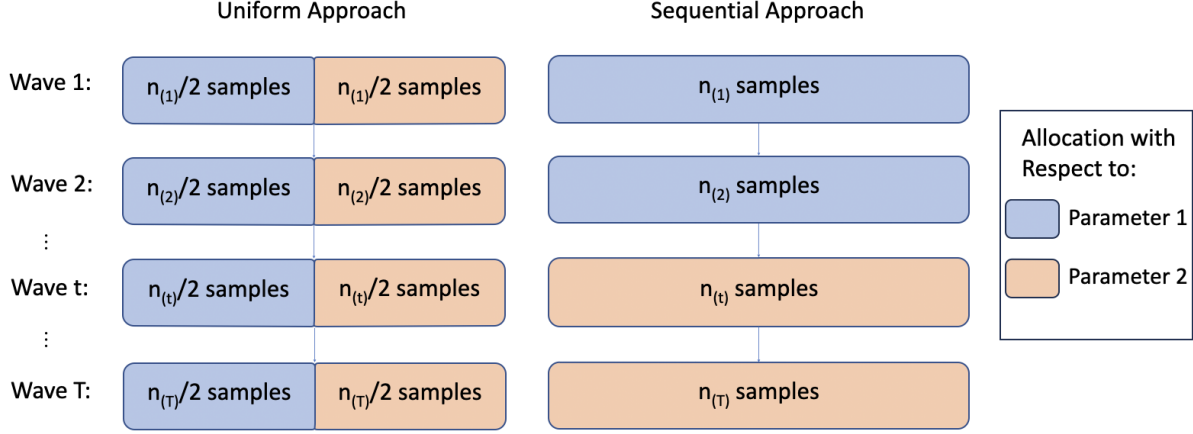 Uniform Approach
Sequential Approach
Wave 1:
n(1)/2 samples
n(1)/2 samples
n(1) samples
Wave 2:
n(2)/2 samples
n(2)/2 samples
n(2) samples
⋮
Wave t:
n(t)/2 samples
n(t)/2 samples
n(t) samples
⋮
Wave T:
n(T)/2 samples
n(T)/2 samples
n(T) samples
Allocation with
Respect to:
Parameter 1
Parameter 2